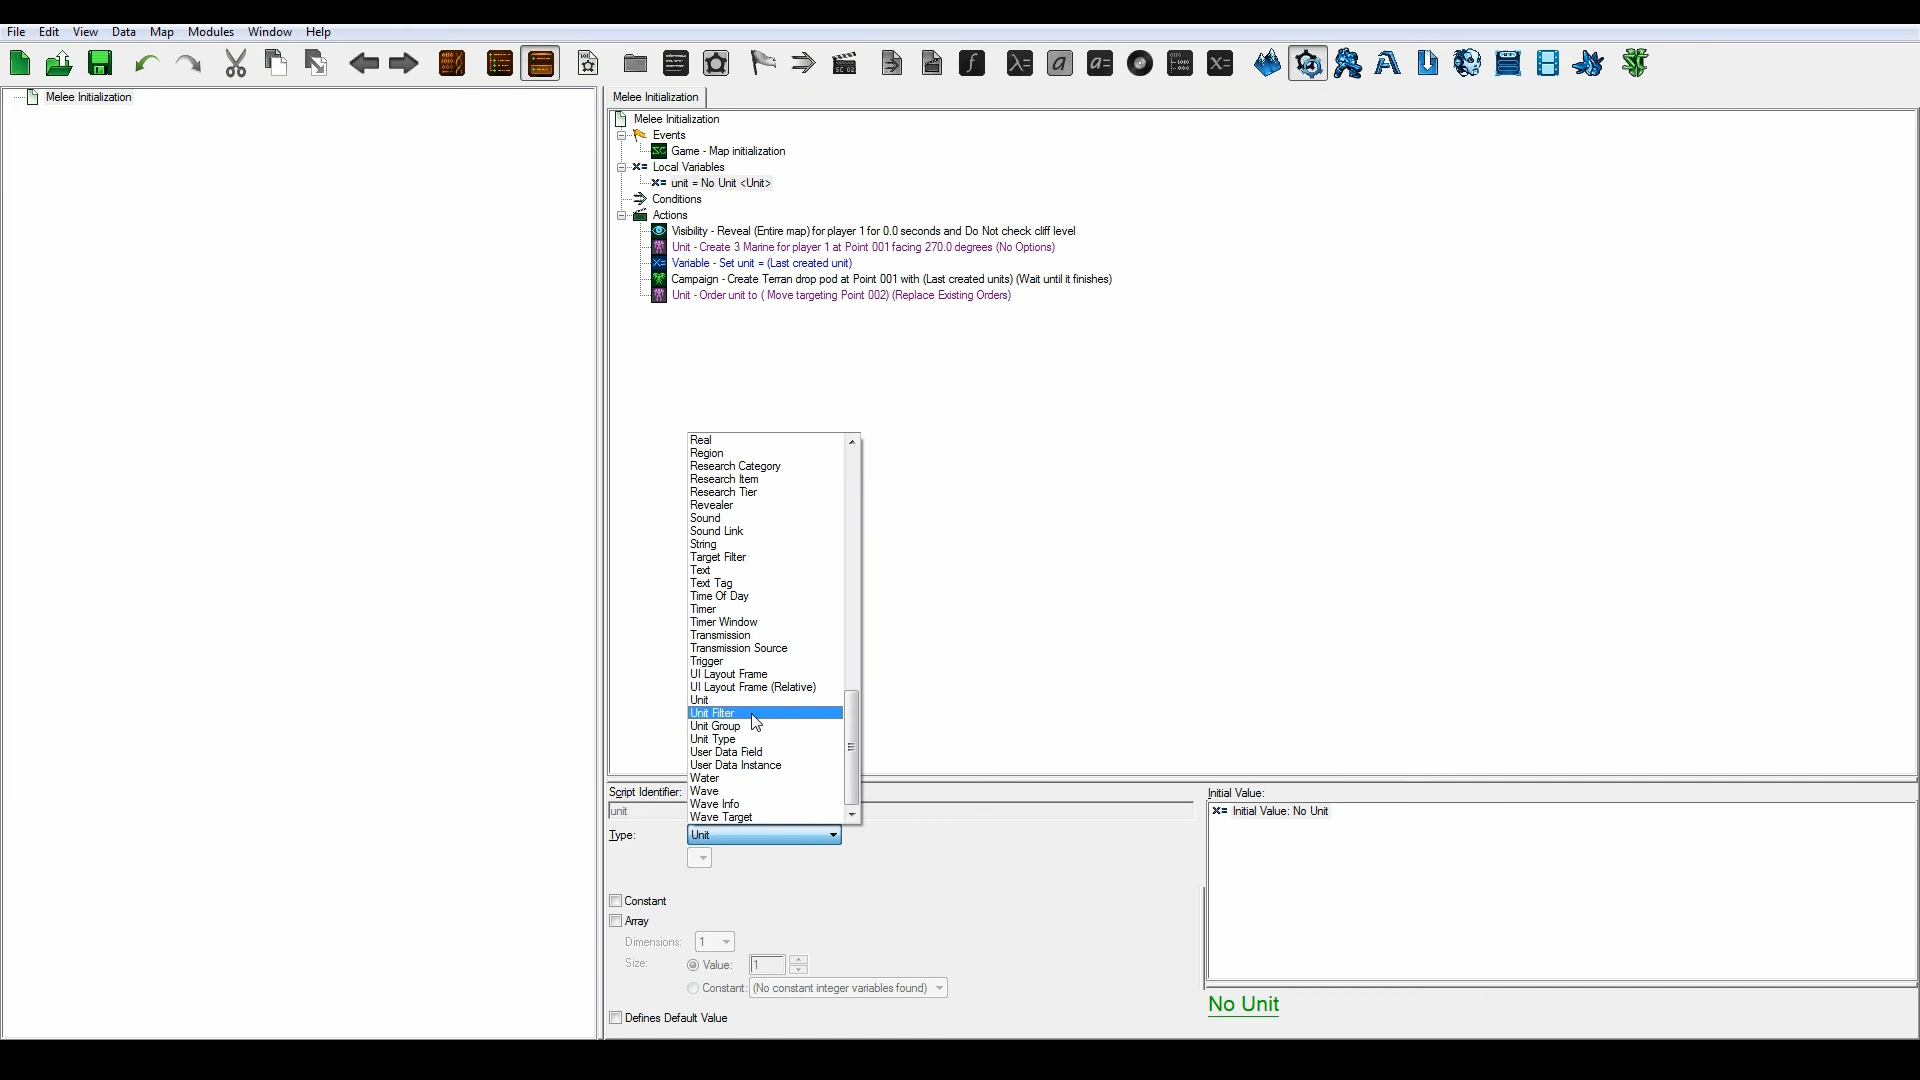 File Edit View Data Map Modules Window Help
Melee Initialization
Melee Initialization
Melee Initialization
Events
Game - Map initialization
Local Variables
unit = No Unit <Unit>
Conditions
Actions
Visibility - Reveal (Entire map) for player 1 for 0.0 seconds and Do Not check cliff level
Unit - Create 3 Marine for player 1 at Point 001 facing 270.0 degrees (No Options)
Variable - Set unit = (Last created unit)
Campaign - Create Terran drop pod at Point 001 with (Last created units) (Wait until it finishes)
Unit - Order unit to ( Move targeting Point 002) (Replace Existing Orders)
Real
Region
Research Category
Research Item
Research Tier
Revealer
Sound
Sound Link
String
Target Filter
Text
Text Tag
Time Of Day
Timer
Timer Window
Transmission
Transmission Source
Trigger
UI Layout Frame
UI Layout Frame (Relative)
Unit
Unit Filter
Unit Group
Unit Type
User Data Field
User Data Instance
Water
Wave
Wave Info
Wave Target
Script Identifier:
unit
Type: Unit
Constant
Array
Dimensions: 1
Size: Value: 1
Constant: (No constant integer variables found)
Defines Default Value
Initial Value:
Initial Value: No Unit
No Unit